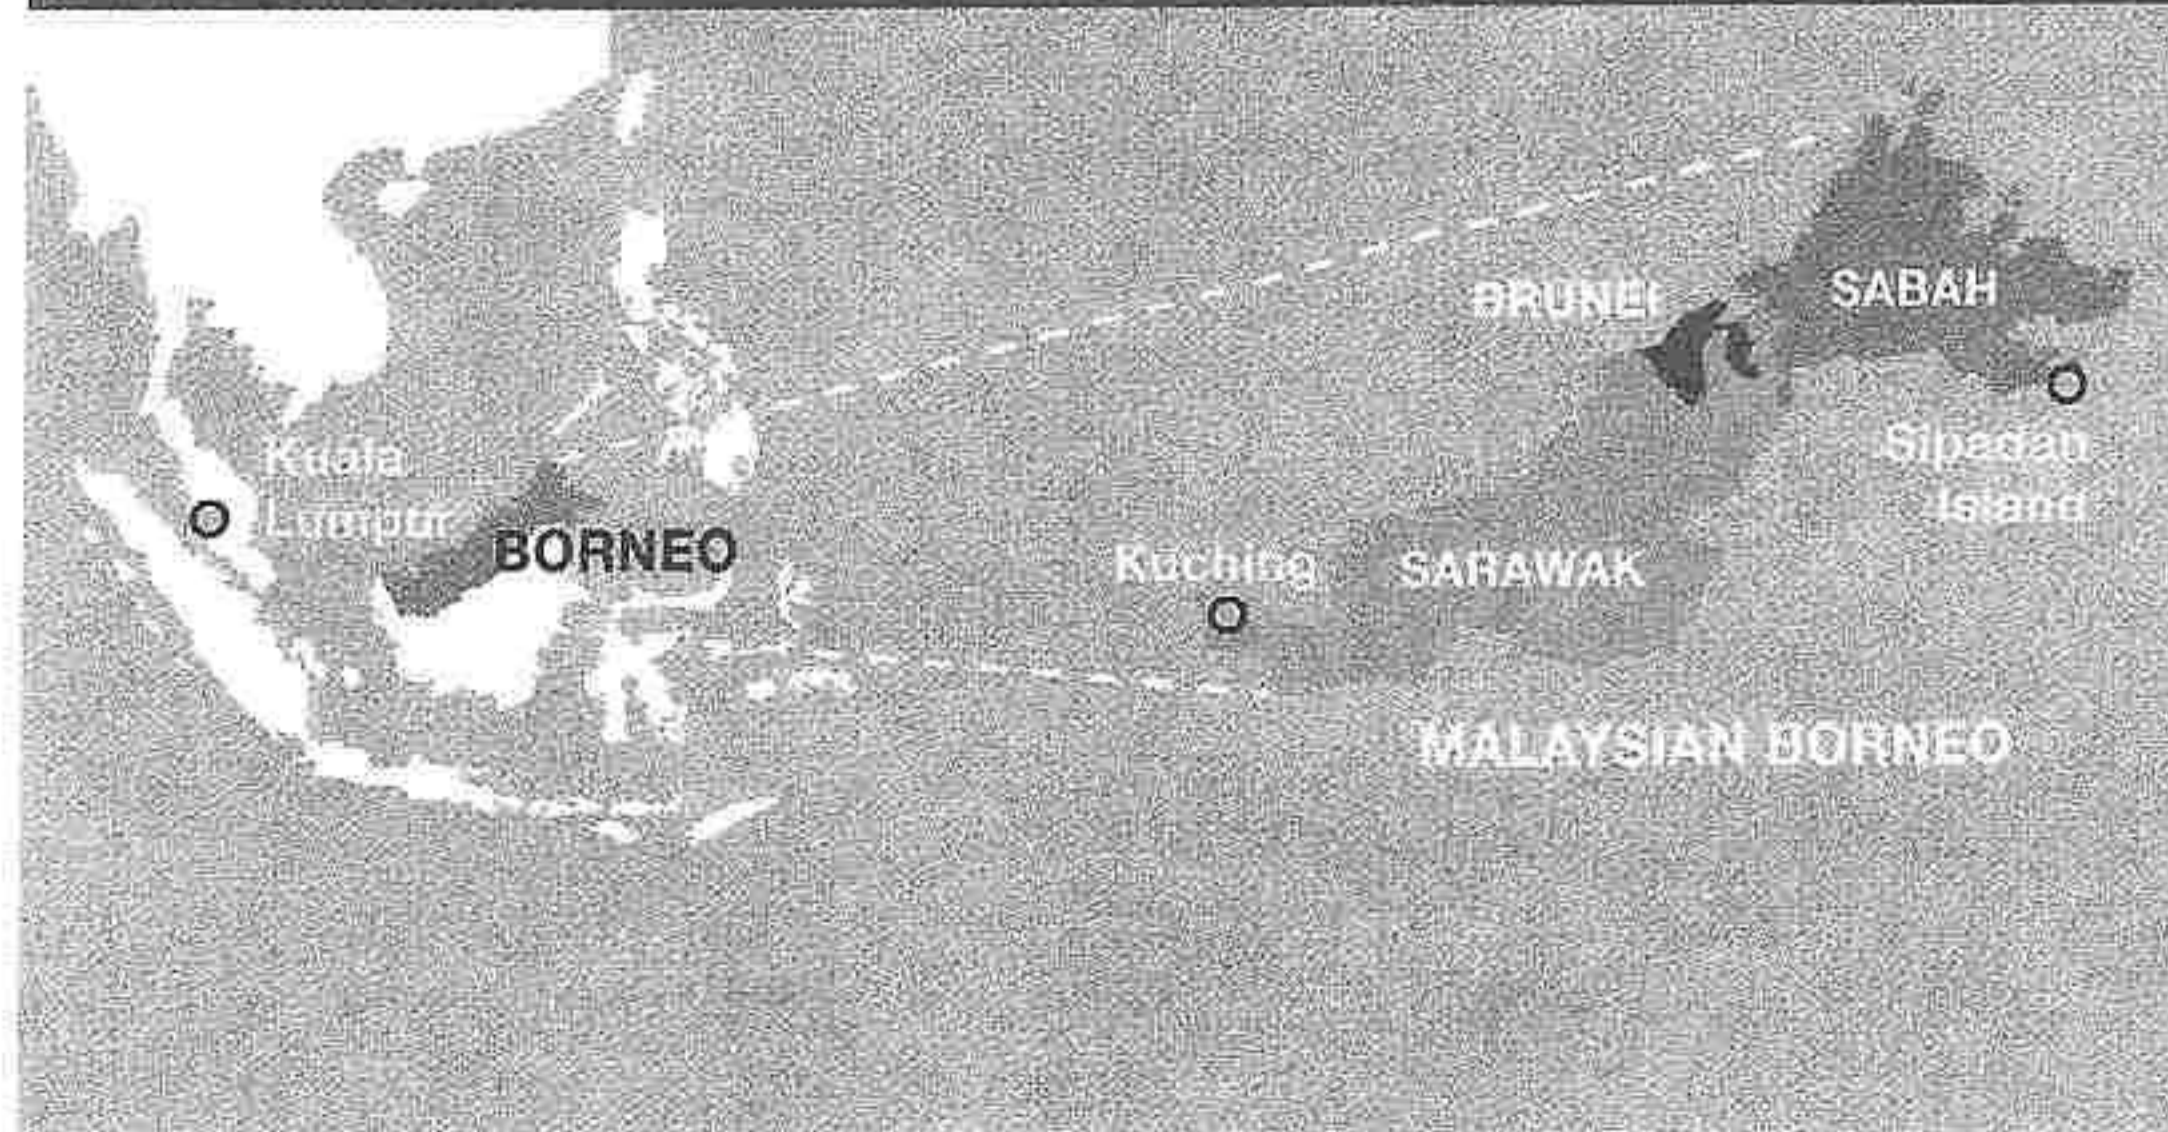 BRUNEI
SABAH
Kuala
Lumpur
BORNEO
Sipadan
Island
Kuching
SARAWAK
MALAYSIAN BORNEO